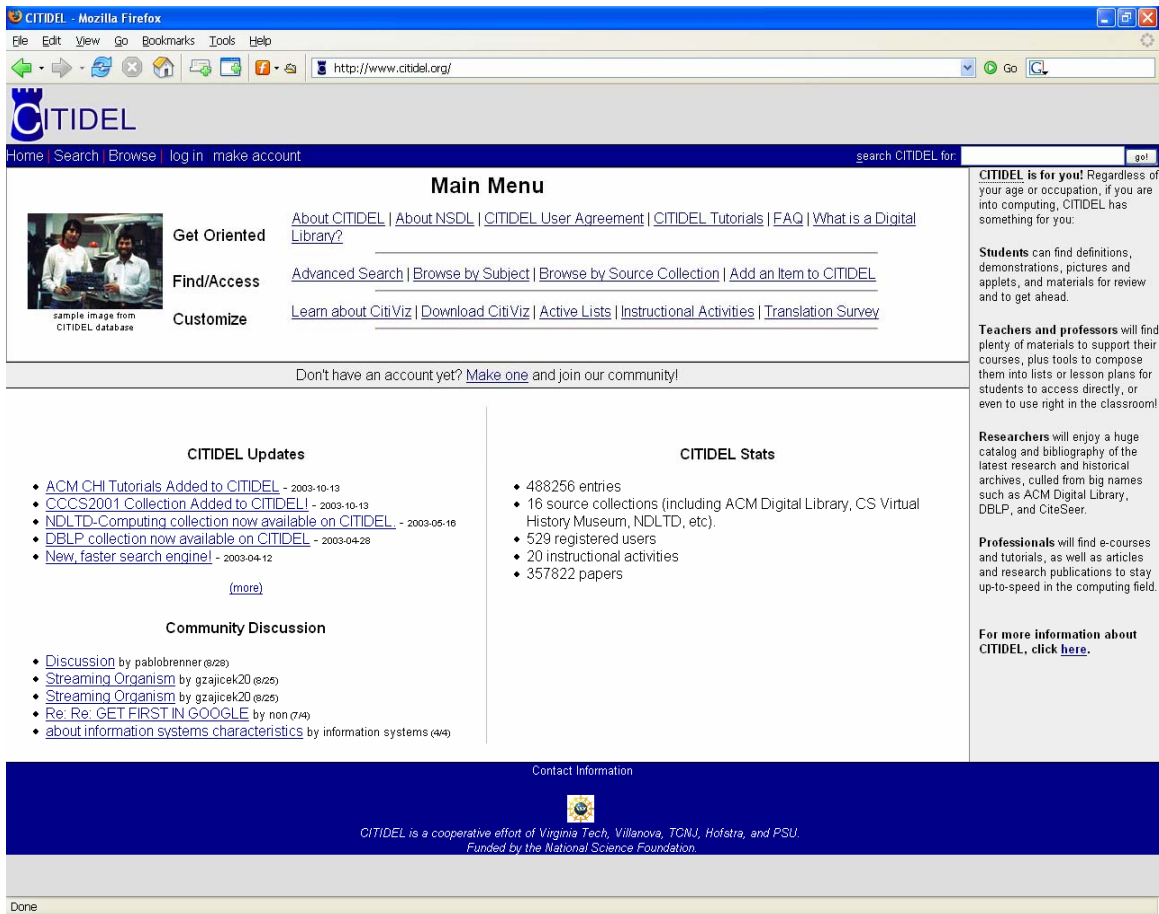 CITIDEL - Mozilla Firefox
File Edit View Go Bookmarks Tools Help
http://www.citidel.org/ Go
CITIDEL
Home | Search | Browse | log in make account search CITIDEL for: go!
Main Menu
Get Oriented
About CITIDEL | About NSDL | CITIDEL User Agreement | CITIDEL Tutorials | FAQ | What is a Digital
Library?
Find/Access
Advanced Search | Browse by Subject | Browse by Source Collection | Add an Item to CITIDEL
Customize
Learn about CitiViz | Download CitiViz | Active Lists | Instructional Activities | Translation Survey
sample image from
CITIDEL database
Don't have an account yet? Make one and join our community!
CITIDEL Updates
ACM CHI Tutorials Added to CITIDEL - 2003-10-13
CCCS2001 Collection Added to CITIDEL! - 2003-10-13
NDLTD-Computing collection now available on CITIDEL. - 2003-05-16
DBLP collection now available on CITIDEL - 2003-04-28
New, faster search engine! - 2003-04-12
(more)
Community Discussion
Discussion by pablobrenner (8/28)
Streaming Organism by gzajicek20 (8/25)
Streaming Organism by gzajicek20 (8/25)
Re: Re: GET FIRST IN GOOGLE by non (7/4)
about information systems characteristics by information systems (4/4)
CITIDEL Stats
488256 entries
16 source collections (including ACM Digital Library, CS Virtual
History Museum, NDLTD, etc).
529 registered users
20 instructional activities
357822 papers
CITIDEL is for you! Regardless of
your age or occupation, if you are
into computing, CITIDEL has
something for you:
Students can find definitions,
demonstrations, pictures and
applets, and materials for review
and to get ahead.
Teachers and professors will find
plenty of materials to support their
courses, plus tools to compose
them into lists or lesson plans for
students to access directly, or
even to use right in the classroom!
Researchers will enjoy a huge
catalog and bibliography of the
latest research and historical
archives, culled from big names
such as ACM Digital Library,
DBLP, and CiteSeer.
Professionals will find e-courses
and tutorials, as well as articles
and research publications to stay
up-to-speed in the computing field.
For more information about
CITIDEL, click here.
Contact Information
CITIDEL is a cooperative effort of Virginia Tech, Villanova, TCNJ, Hofstra, and PSU.
Funded by the National Science Foundation.
Done